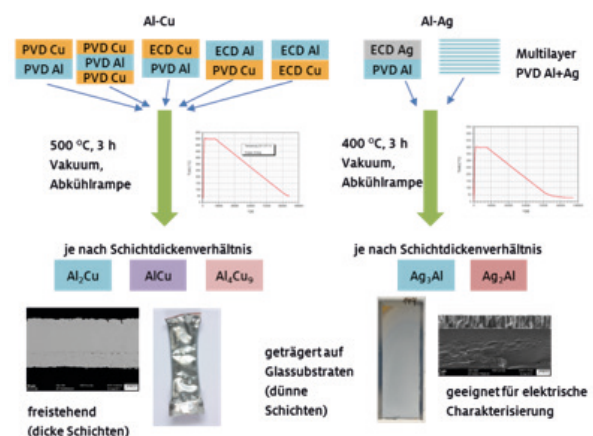 Al-Cu
Al-Ag
PVD Cu
PVD Al
PVD Cu
PVD Al
PVD Cu
ECD Cu
PVD Al
ECD Al
PVD Cu
ECD Al
ECD Cu
ECD Ag
PVD Al
Multilayer
PVD Al+Ag
500 °C, 3 h
Vakuum,
Abkühlrampe
400 °C, 3 h
Vakuum,
Abkühlrampe
je nach Schichtdickenverhältnis
Al₂Cu
AlCu
Al₄Cu₉
je nach Schichtdickenverhältnis
Ag₃Al
Ag₂Al
freistehend
(dicke Schichten)
geträgert auf
Glassubstraten
(dünne
Schichten)
geeignet für elektrische
Charakterisierung